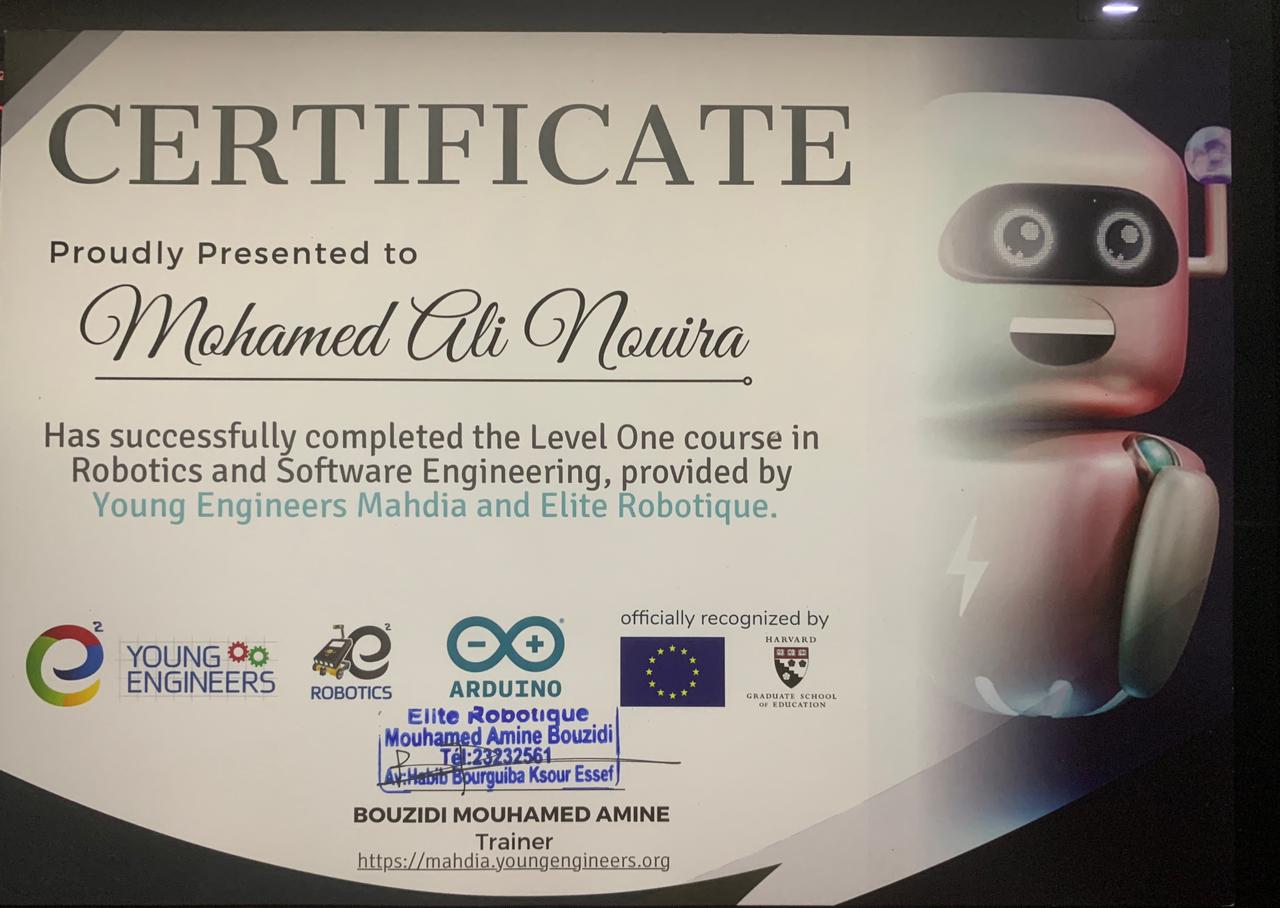 CERTIFICATE
Proudly Presented to
Mohamed Ali Nouira
Has successfully completed the Level One course in
Robotics and Software Engineering, provided by
Young Engineers Mahdia and Elite Robotique.
e2
YOUNG
ENGINEERS
e2
ROBOTICS
ARDUINO
officially recognized by
HARVARD
GRADUATE SCHOOL
OF EDUCATION
Elite Robotique
Mouhamed Amine Bouzidi
Tél:23232561
Av:Habib Bourguiba Ksour Essef
BOUZIDI MOUHAMED AMINE
Trainer
https://mahdia.youngengineers.org